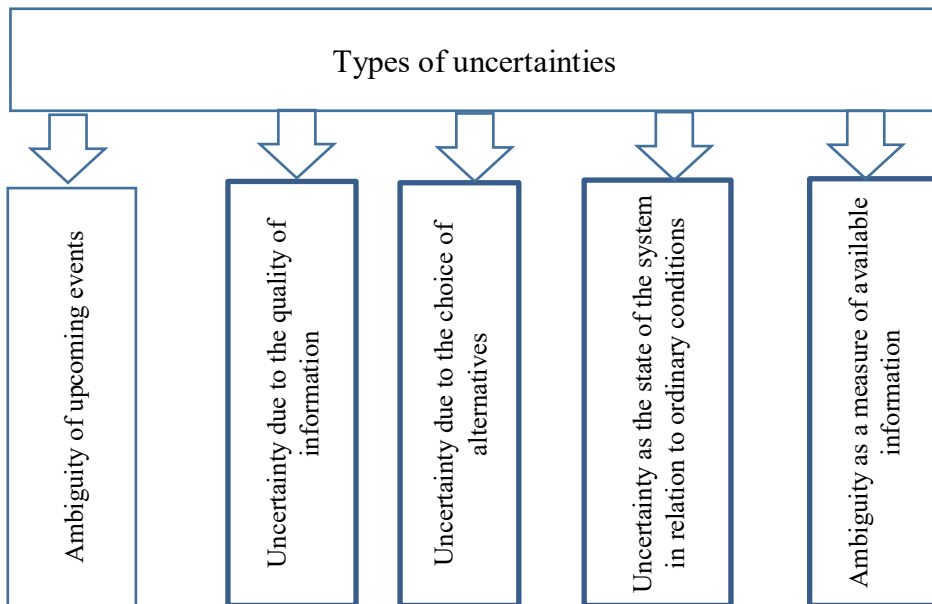 Types of uncertainties
Ambiguity of upcoming events
Uncertainty due to the quality of
information
Uncertainty due to the choice of
alternatives
Uncertainty as the state of the system
in relation to ordinary conditions
Ambiguity as a measure of available
information